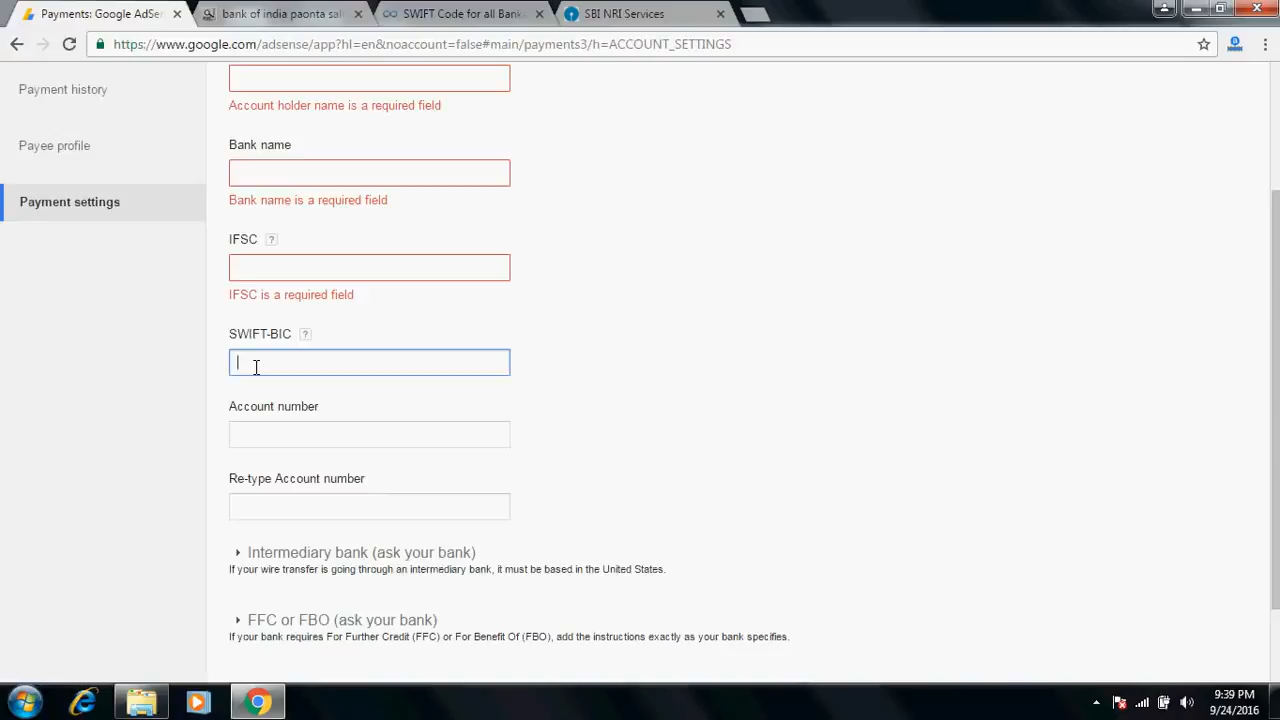 Payments: Google AdSen
bank of india paonta sal
SWIFT Code for all Banks
SBI NRI Services
https://www.google.com/adsense/app?hl=en&noaccount=false#main/payments3/h=ACCOUNT_SETTINGS
Payment history
Payee profile
Payment settings
Account holder name is a required field
Bank name
Bank name is a required field
IFSC ?
IFSC is a required field
SWIFT-BIC ?
Account number
Re-type Account number
Intermediary bank (ask your bank)
If your wire transfer is going through an intermediary bank, it must be based in the United States.
FFC or FBO (ask your bank)
If your bank requires For Further Credit (FFC) or For Benefit Of (FBO), add the instructions exactly as your bank specifies.
9:39 PM
9/24/2016